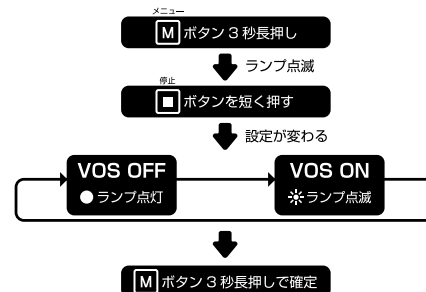 メニュー
M ボタン3秒長押し
ランプ点滅
停止
ボタンを短く押す
設定が変わる
VOS OFF
ランプ点灯
VOS ON
ランプ点滅
M ボタン3秒長押しで確定